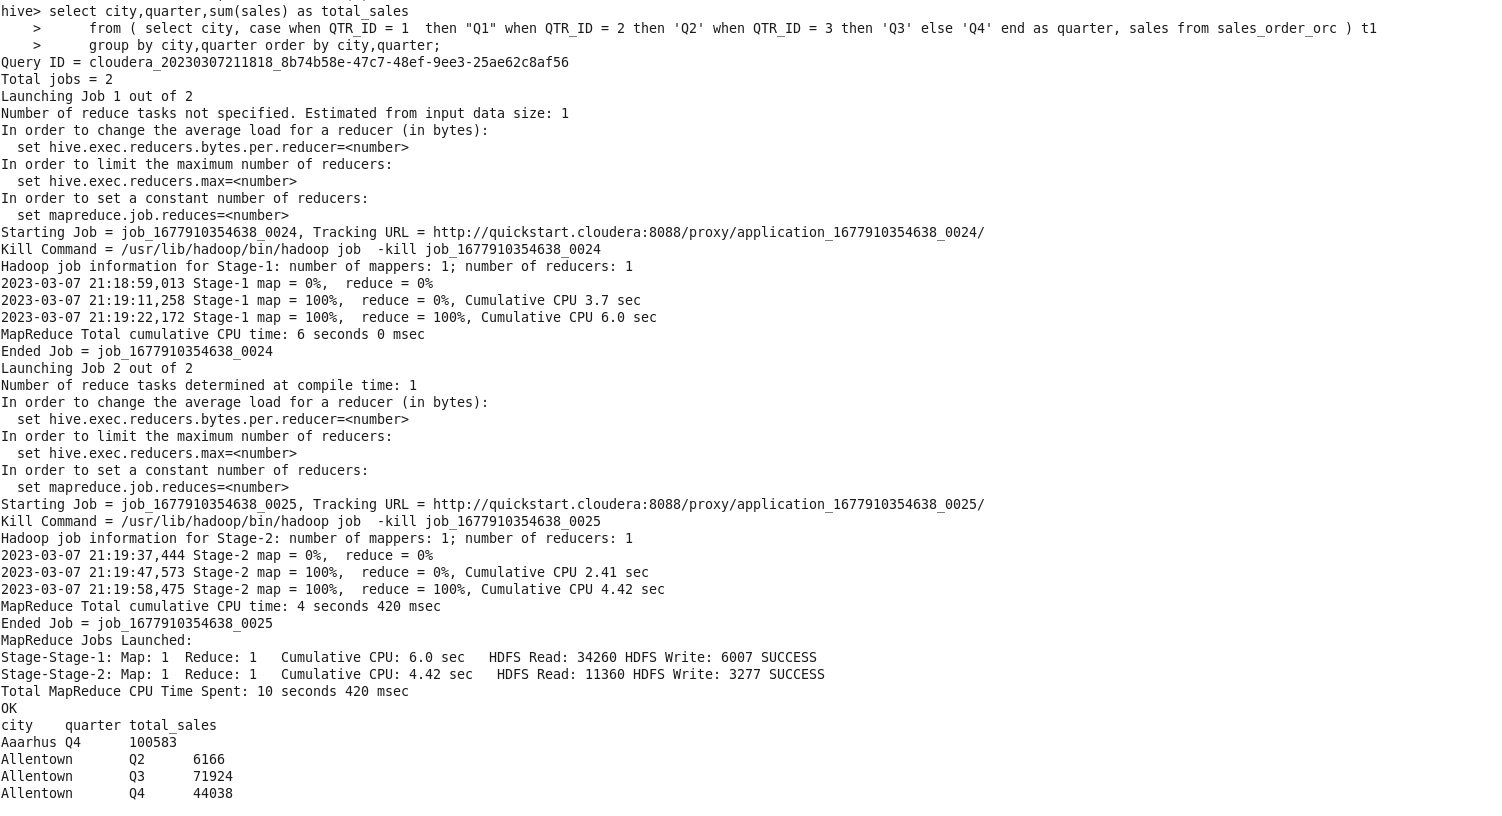 hive> select city,quarter,sum(sales) as total_sales
    >      from ( select city, case when QTR_ID = 1  then "Q1" when QTR_ID = 2 then 'Q2' when QTR_ID = 3 then 'Q3' else 'Q4' end as quarter, sales from sales_order_orc ) t1
    >      group by city,quarter order by city,quarter;
Query ID = cloudera_20230307211818_8b74b58e-47c7-48ef-9ee3-25ae62c8af56
Total jobs = 2
Launching Job 1 out of 2
Number of reduce tasks not specified. Estimated from input data size: 1
In order to change the average load for a reducer (in bytes):
  set hive.exec.reducers.bytes.per.reducer=<number>
In order to limit the maximum number of reducers:
  set hive.exec.reducers.max=<number>
In order to set a constant number of reducers:
  set mapreduce.job.reduces=<number>
Starting Job = job_1677910354638_0024, Tracking URL = http://quickstart.cloudera:8088/proxy/application_1677910354638_0024/
Kill Command = /usr/lib/hadoop/bin/hadoop job  -kill job_1677910354638_0024
Hadoop job information for Stage-1: number of mappers: 1; number of reducers: 1
2023-03-07 21:18:59,013 Stage-1 map = 0%,  reduce = 0%
2023-03-07 21:19:11,258 Stage-1 map = 100%,  reduce = 0%, Cumulative CPU 3.7 sec
2023-03-07 21:19:22,172 Stage-1 map = 100%,  reduce = 100%, Cumulative CPU 6.0 sec
MapReduce Total cumulative CPU time: 6 seconds 0 msec
Ended Job = job_1677910354638_0024
Launching Job 2 out of 2
Number of reduce tasks determined at compile time: 1
In order to change the average load for a reducer (in bytes):
  set hive.exec.reducers.bytes.per.reducer=<number>
In order to limit the maximum number of reducers:
  set hive.exec.reducers.max=<number>
In order to set a constant number of reducers:
  set mapreduce.job.reduces=<number>
Starting Job = job_1677910354638_0025, Tracking URL = http://quickstart.cloudera:8088/proxy/application_1677910354638_0025/
Kill Command = /usr/lib/hadoop/bin/hadoop job  -kill job_1677910354638_0025
Hadoop job information for Stage-2: number of mappers: 1; number of reducers: 1
2023-03-07 21:19:37,444 Stage-2 map = 0%,  reduce = 0%
2023-03-07 21:19:47,573 Stage-2 map = 100%,  reduce = 0%, Cumulative CPU 2.41 sec
2023-03-07 21:19:58,475 Stage-2 map = 100%,  reduce = 100%, Cumulative CPU 4.42 sec
MapReduce Total cumulative CPU time: 4 seconds 420 msec
Ended Job = job_1677910354638_0025
MapReduce Jobs Launched:
Stage-Stage-1: Map: 1  Reduce: 1   Cumulative CPU: 6.0 sec   HDFS Read: 34260 HDFS Write: 6007 SUCCESS
Stage-Stage-2: Map: 1  Reduce: 1   Cumulative CPU: 4.42 sec   HDFS Read: 11360 HDFS Write: 3277 SUCCESS
Total MapReduce CPU Time Spent: 10 seconds 420 msec
OK
city    quarter total_sales
Aaarhus Q4      100583
Allentown       Q2      6166
Allentown       Q3      71924
Allentown       Q4      44038